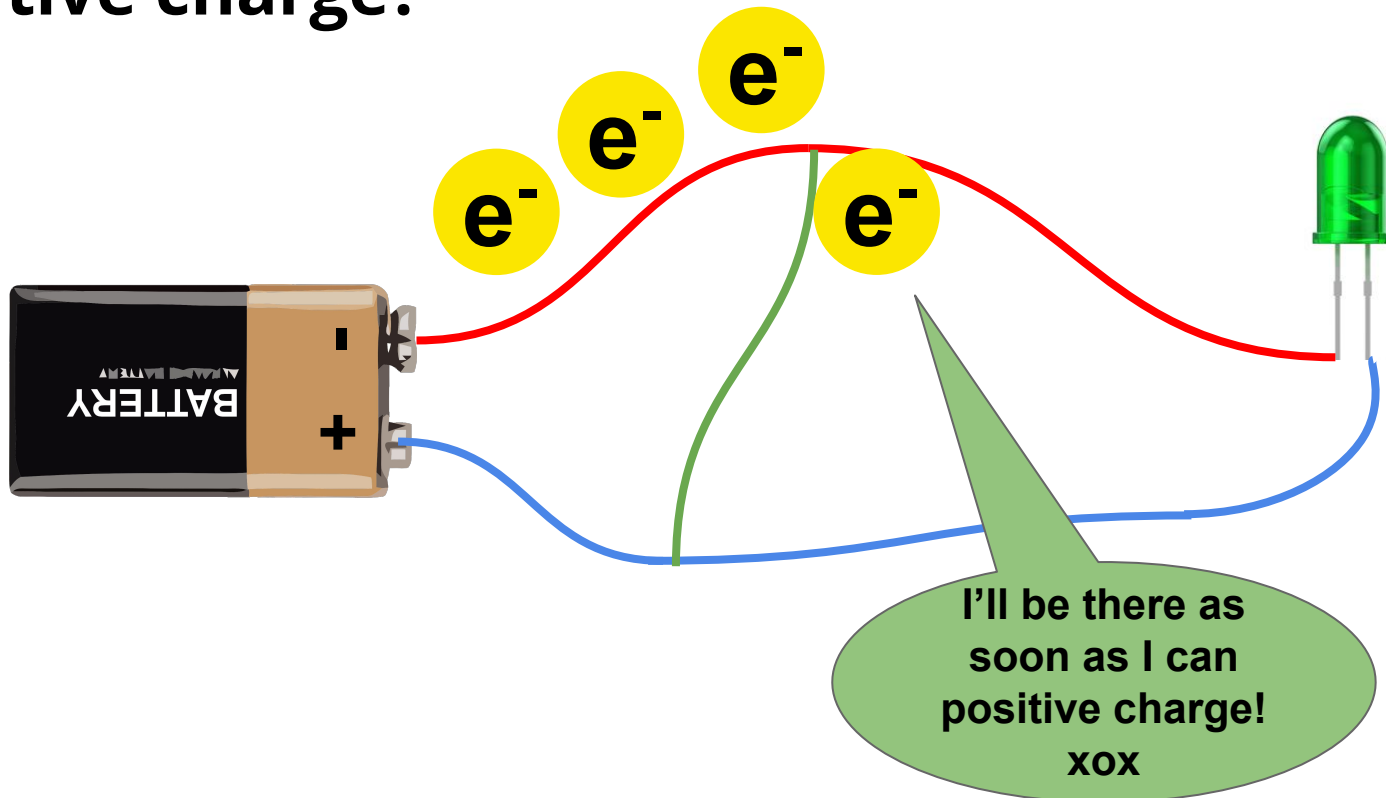 tive charge!
e-
e-
e-
e-
-
+
BATTERY
I'll be there as
soon as I can
positive charge!
xox